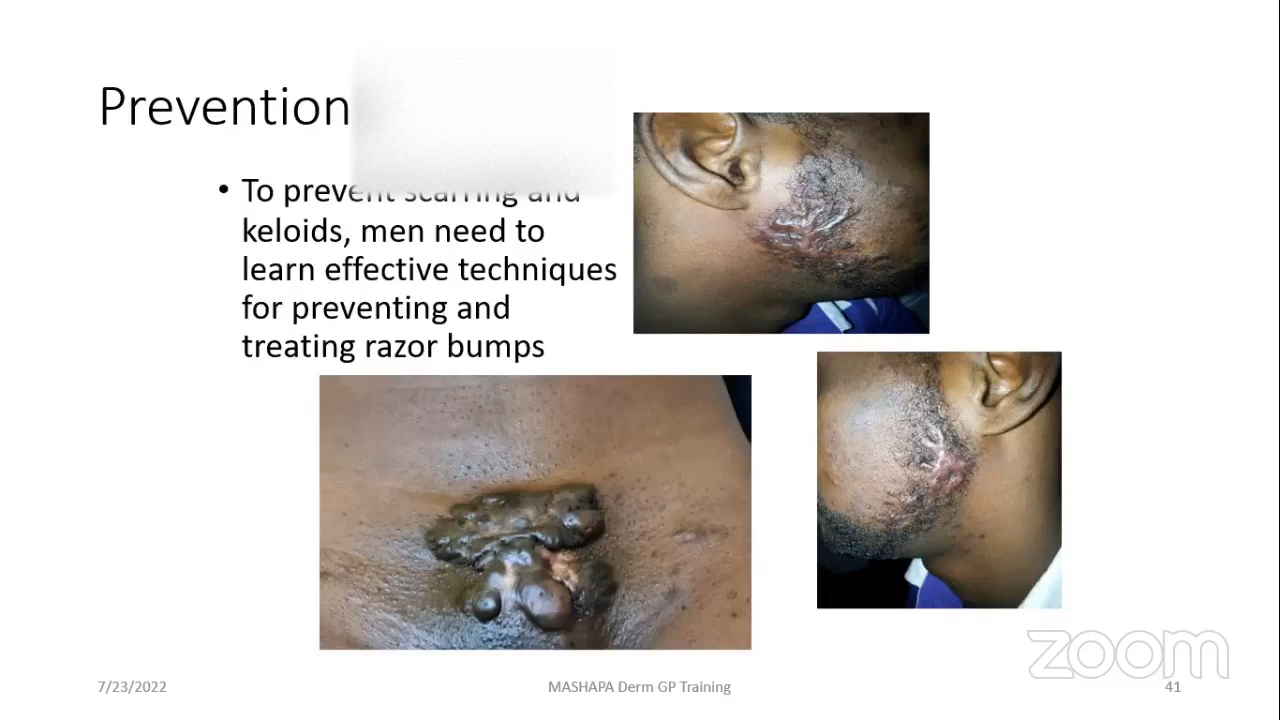 Prevention
• To prevent scarring and
keloids, men need to
learn effective techniques
for preventing and
treating razor bumps
zoom
7/23/2022
MASHAPA Derm GP Training
41